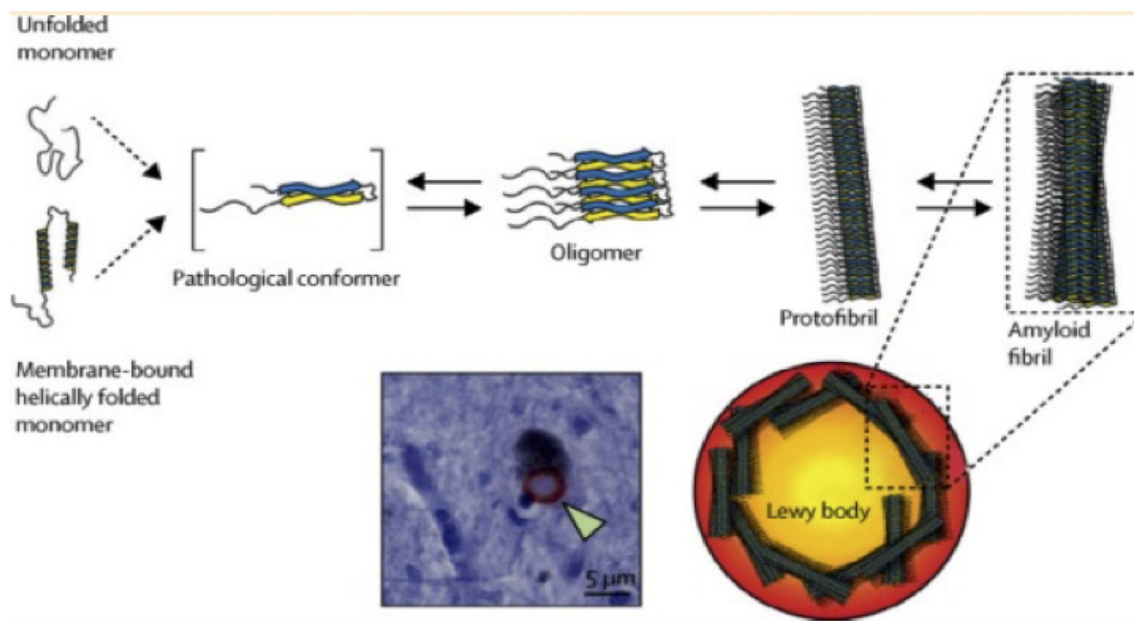 Unfolded
monomer
Pathological conformer
Oligomer
Protofibril
Amyloid
fibril
Membrane-bound
helically folded
monomer
Lewy body
5 µm